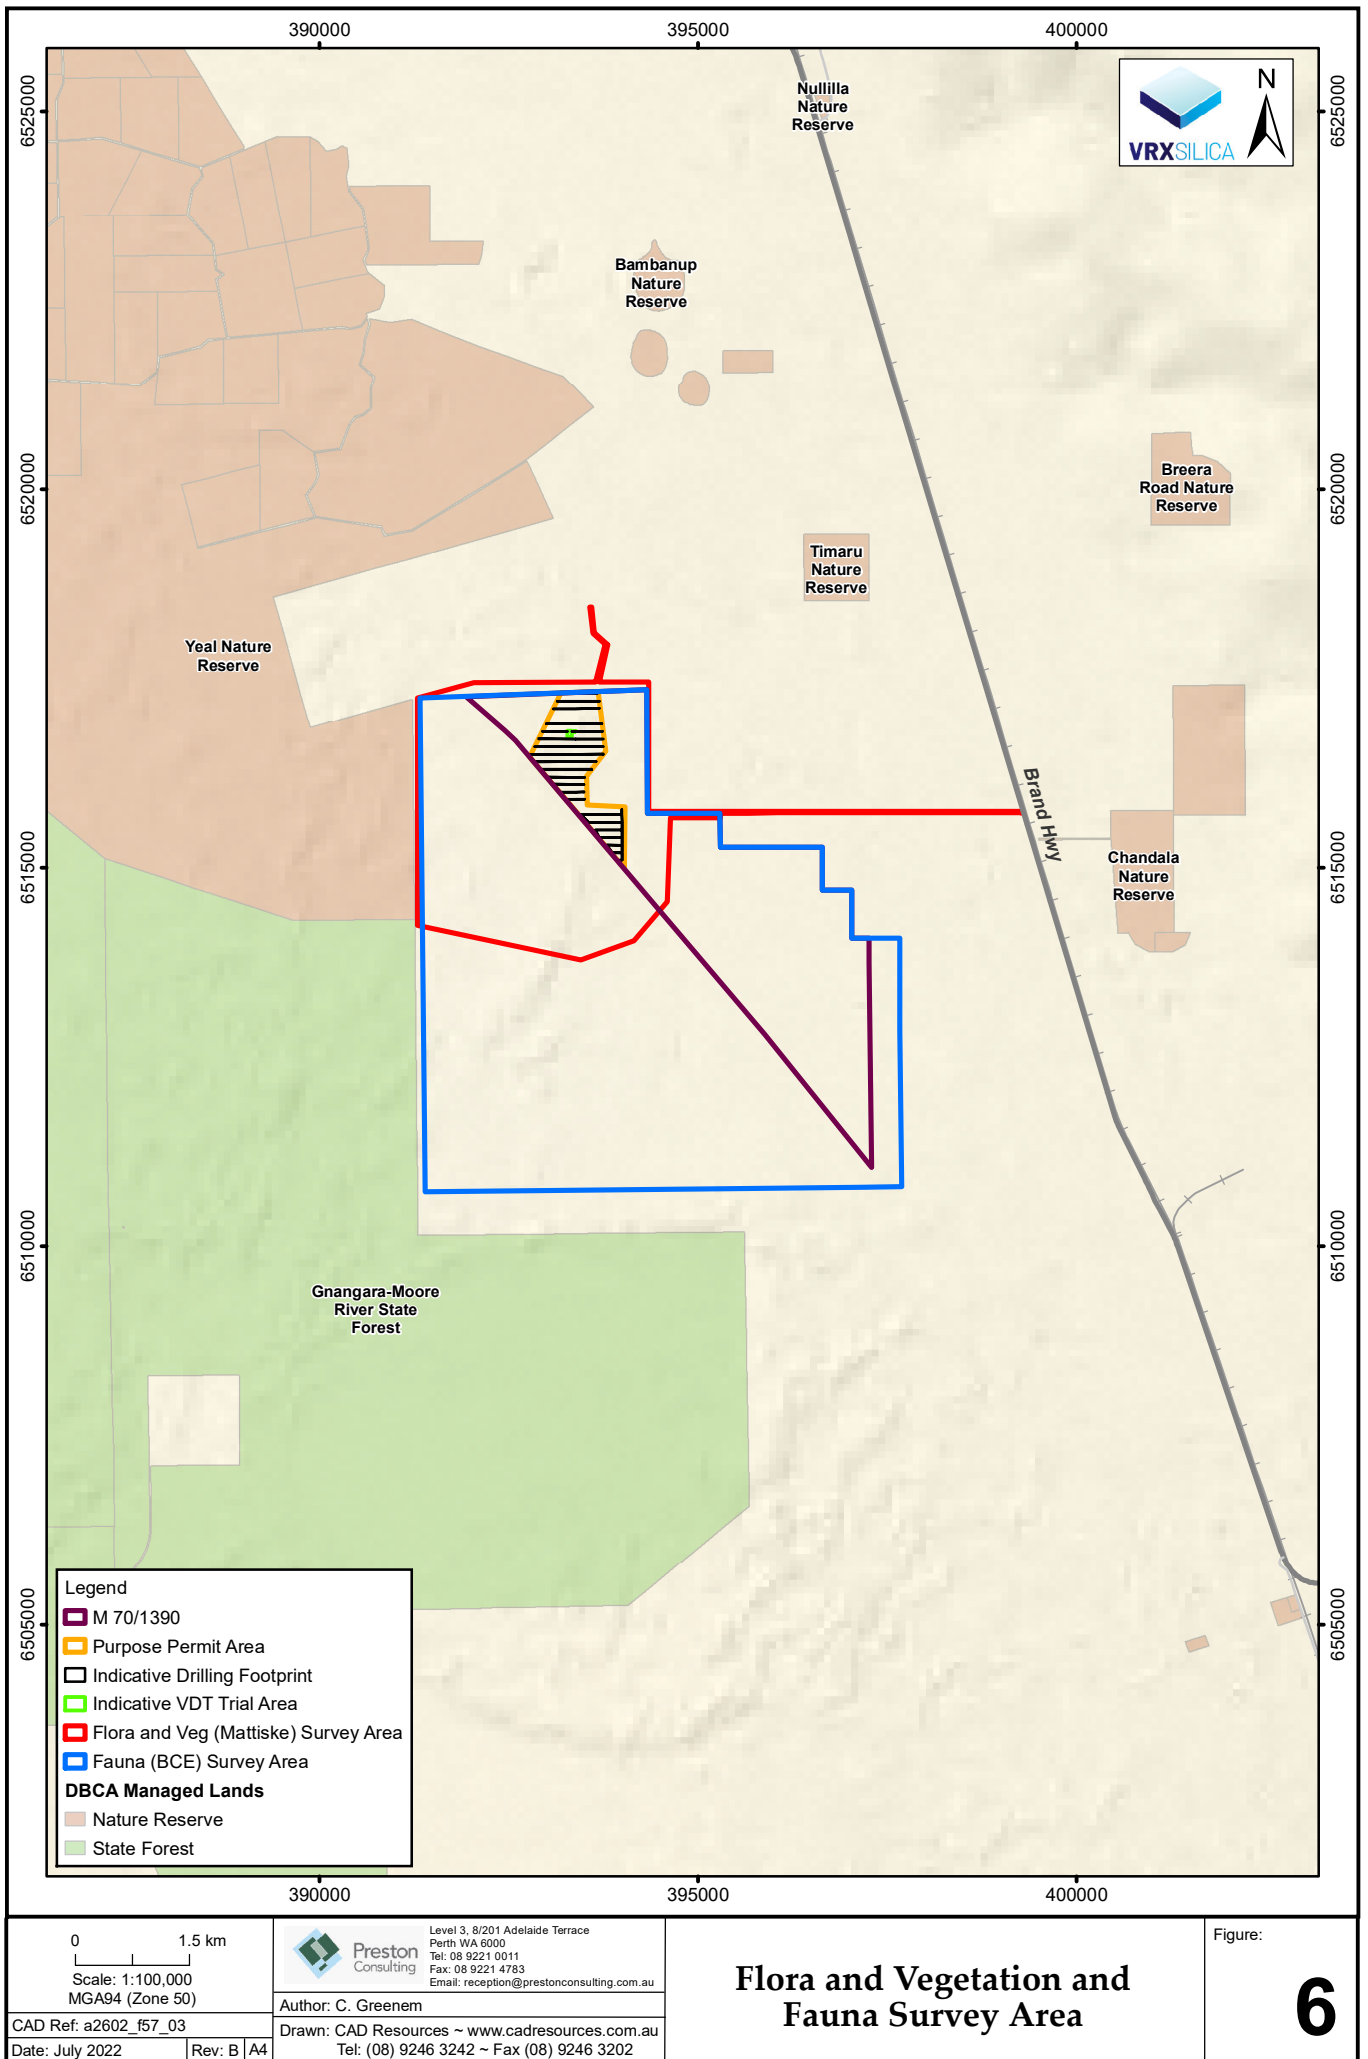 390000
395000
400000
6525000
6525000
Nullilla
Nature
Reserve
N
VRXSILICA
Bambanup
Nature
Reserve
Breera
Road Nature
Reserve
6520000
6520000
Timaru
Nature
Reserve
Yeal Nature
Reserve
Brand Hwy
Chandala
Nature
Reserve
6515000
6515000
6510000
6510000
Gnangara-Moore
River State
Forest
6505000
6505000
Legend
M 70/1390
Purpose Permit Area
Indicative Drilling Footprint
Indicative VDT Trial Area
Flora and Veg (Mattiske) Survey Area
Fauna (BCE) Survey Area
DBCA Managed Lands
Nature Reserve
State Forest
390000
395000
400000
0 1.5 km
Scale: 1:100,000
MGA94 (Zone 50)
CAD Ref: a2602_f57_03
Date: July 2022
Rev: B
A4
Preston
Consulting
Level 3, 8/201 Adelaide Terrace
Perth WA 6000
Tel: 08 9221 0011
Fax: 08 9221 4783
Email: reception@prestonconsulting.com.au
Author: C. Greenem
Drawn: CAD Resources ~ www.cadresources.com.au
Tel: (08) 9246 3242 ~ Fax (08) 9246 3202
Flora and Vegetation and
Fauna Survey Area
Figure:
6